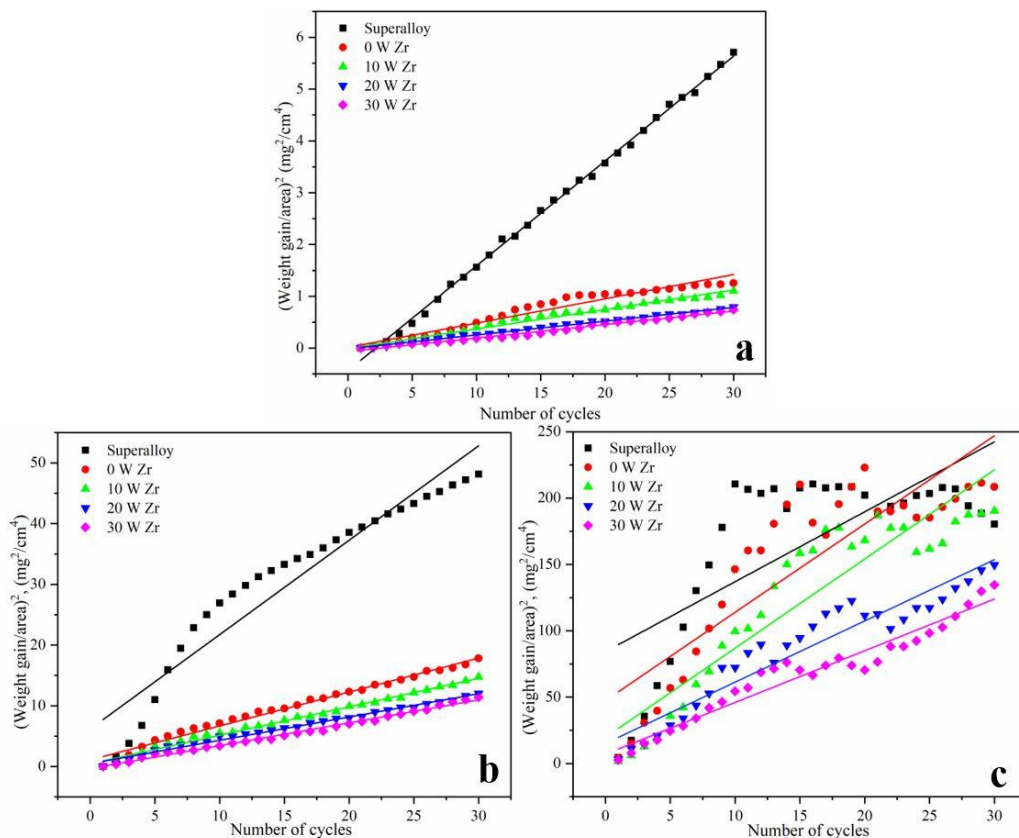 Superalloy
0 W Zr
10 W Zr
20 W Zr
30 W Zr
(Weight gain/area)² (mg²/cm⁴)
6
5
4
3
2
1
0
0 5 10 15 20 25 30
Number of cycles
a
Superalloy
0 W Zr
10 W Zr
20 W Zr
30 W Zr
(Weight gain/area)², (mg²/cm⁴)
50
40
30
20
10
0
0 5 10 15 20 25 30
Number of cycles
b
Superalloy
0 W Zr
10 W Zr
20 W Zr
30 W Zr
(Weight gain/area)², (mg²/cm⁴)
250
200
150
100
50
0
0 5 10 15 20 25 30
Number of cycles
c